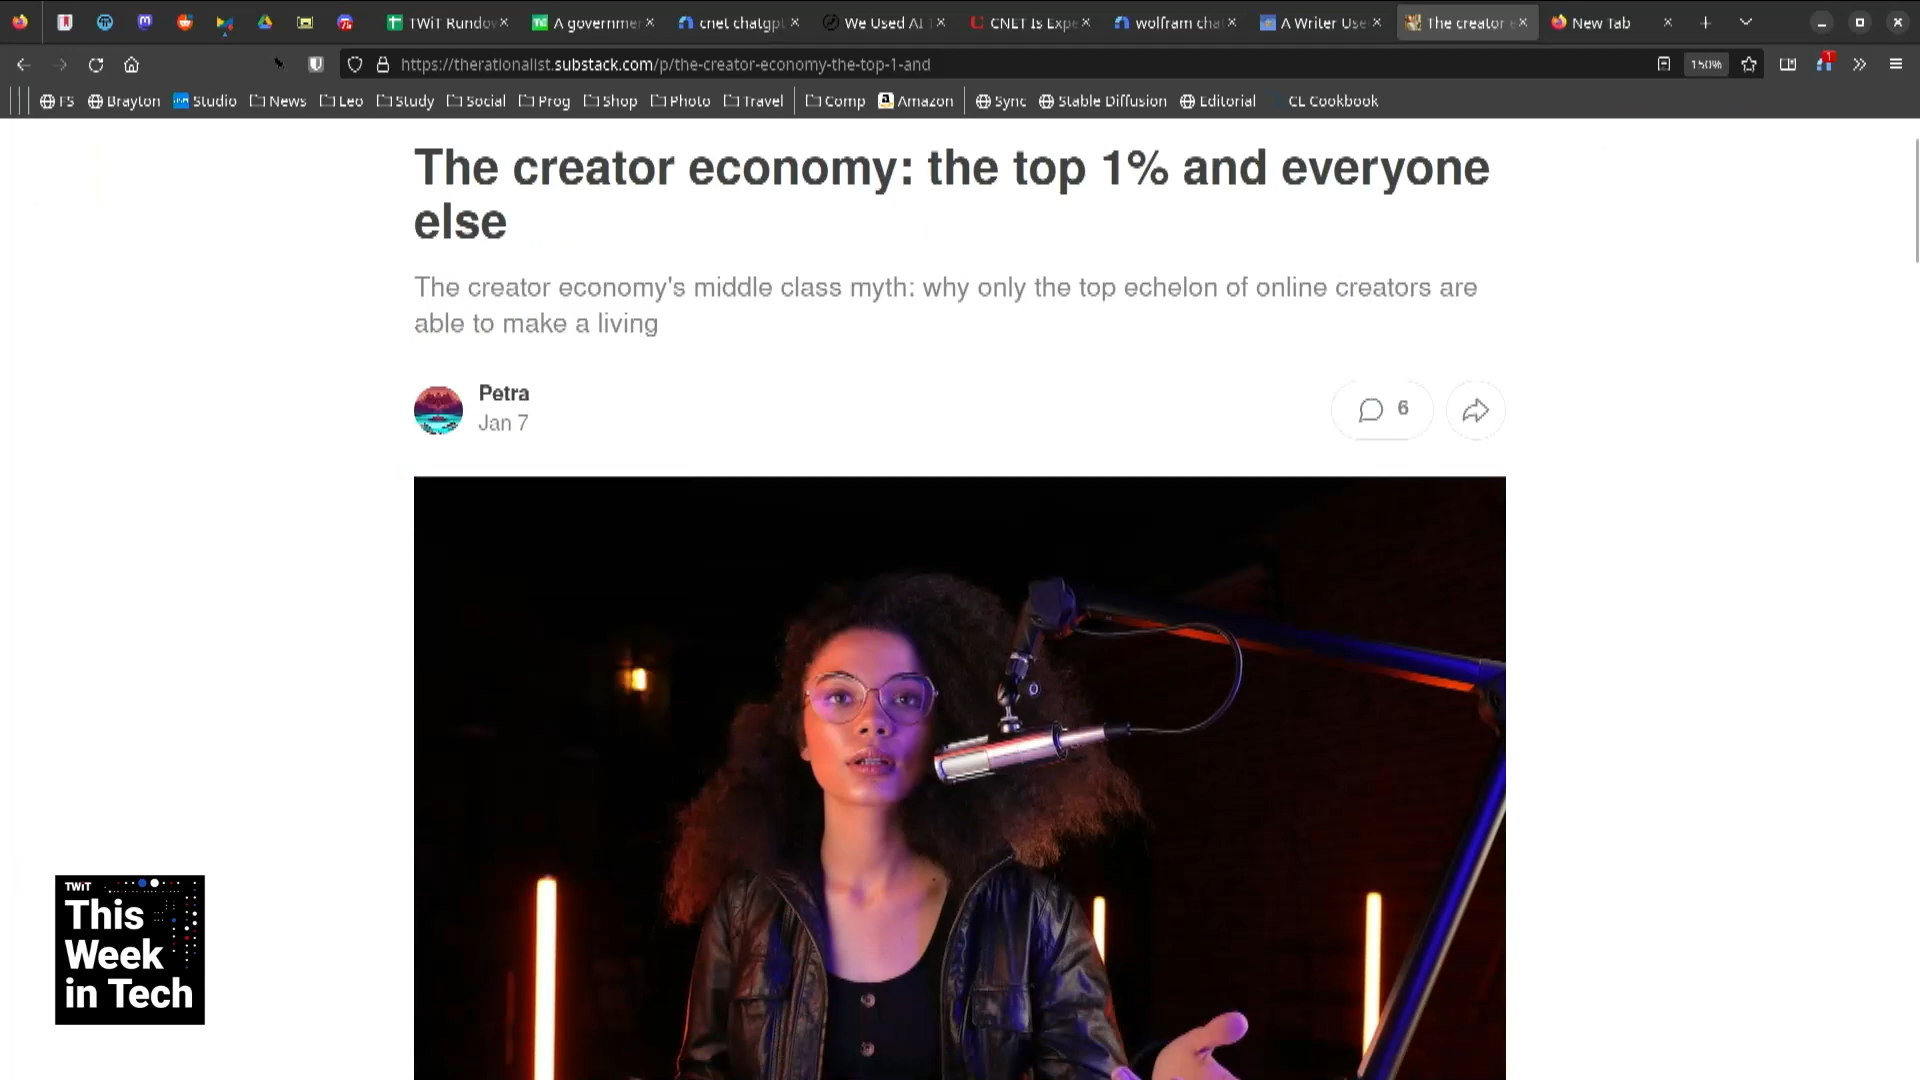 TWiT Rundov
A governmer
cnet chatgpt
We Used AI T
CNET Is Expe
wolfram cha
A Writer Use
The creator e
New Tab
https://therationalist.substack.com/p/the-creator-economy-the-top-1-and
150%
1
FS
Brayton
Studio
News
Leo
Study
Social
Prog
Shop
Photo
Travel
Comp
Amazon
Sync
Stable Diffusion
Editorial
CL Cookbook
The creator economy: the top 1% and everyone
else
The creator economy's middle class myth: why only the top echelon of online creators are
able to make a living
Petra
Jan 7
6
TWiT
This
Week
in Tech